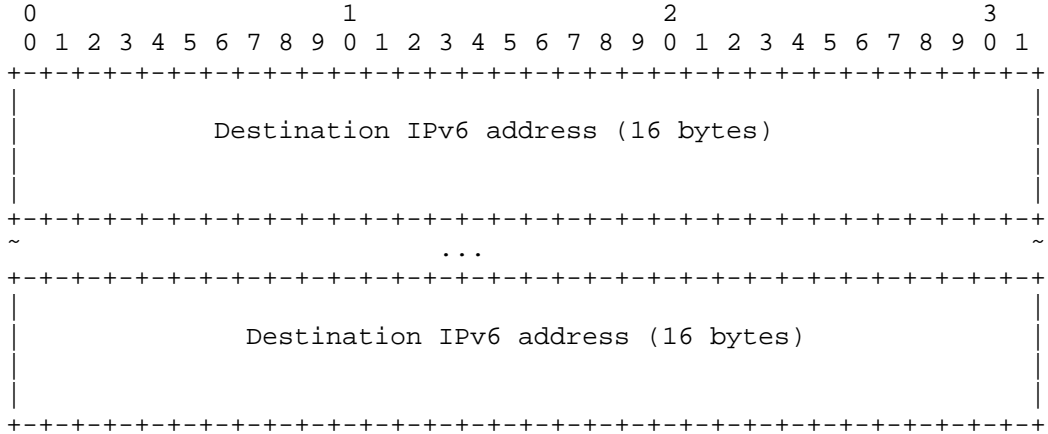 0                   1                   2                   3
 0 1 2 3 4 5 6 7 8 9 0 1 2 3 4 5 6 7 8 9 0 1 2 3 4 5 6 7 8 9 0 1
+-+-+-+-+-+-+-+-+-+-+-+-+-+-+-+-+-+-+-+-+-+-+-+-+-+-+-+-+-+-+-+-+
|                                                               |
|            Destination IPv6 address (16 bytes)                |
|                                                               |
|                                                               |
+-+-+-+-+-+-+-+-+-+-+-+-+-+-+-+-+-+-+-+-+-+-+-+-+-+-+-+-+-+-+-+-+
~                          ...                                  ~
+-+-+-+-+-+-+-+-+-+-+-+-+-+-+-+-+-+-+-+-+-+-+-+-+-+-+-+-+-+-+-+-+
|                                                               |
|              Destination IPv6 address (16 bytes)              |
|                                                               |
|                                                               |
+-+-+-+-+-+-+-+-+-+-+-+-+-+-+-+-+-+-+-+-+-+-+-+-+-+-+-+-+-+-+-+-+